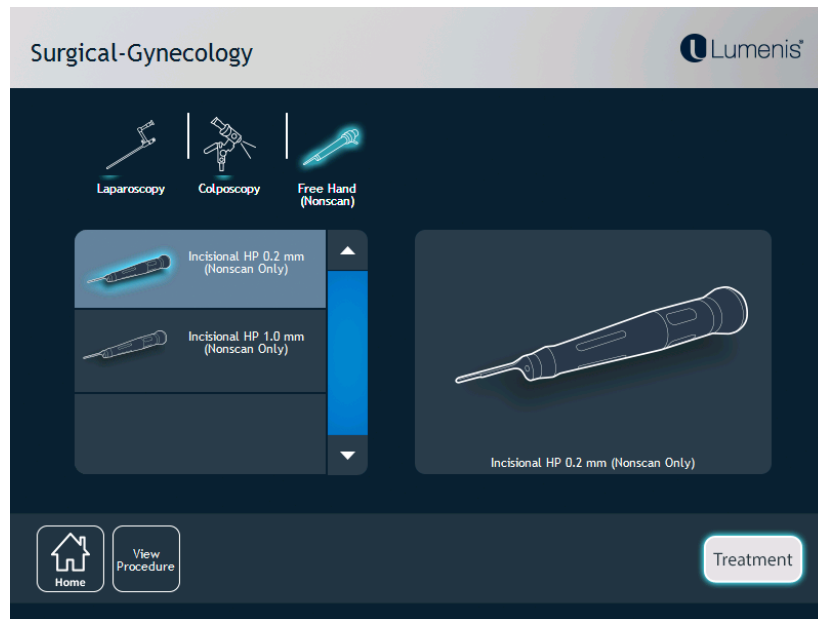 Surgical-Gynecology
Lumenis®
Laparoscopy
Colposcopy
Free Hand
(Nonscan)
Incisional HP 0.2 mm
(Nonscan Only)
Incisional HP 1.0 mm
(Nonscan Only)
Incisional HP 0.2 mm (Nonscan Only)
Home
View
Procedure
Treatment